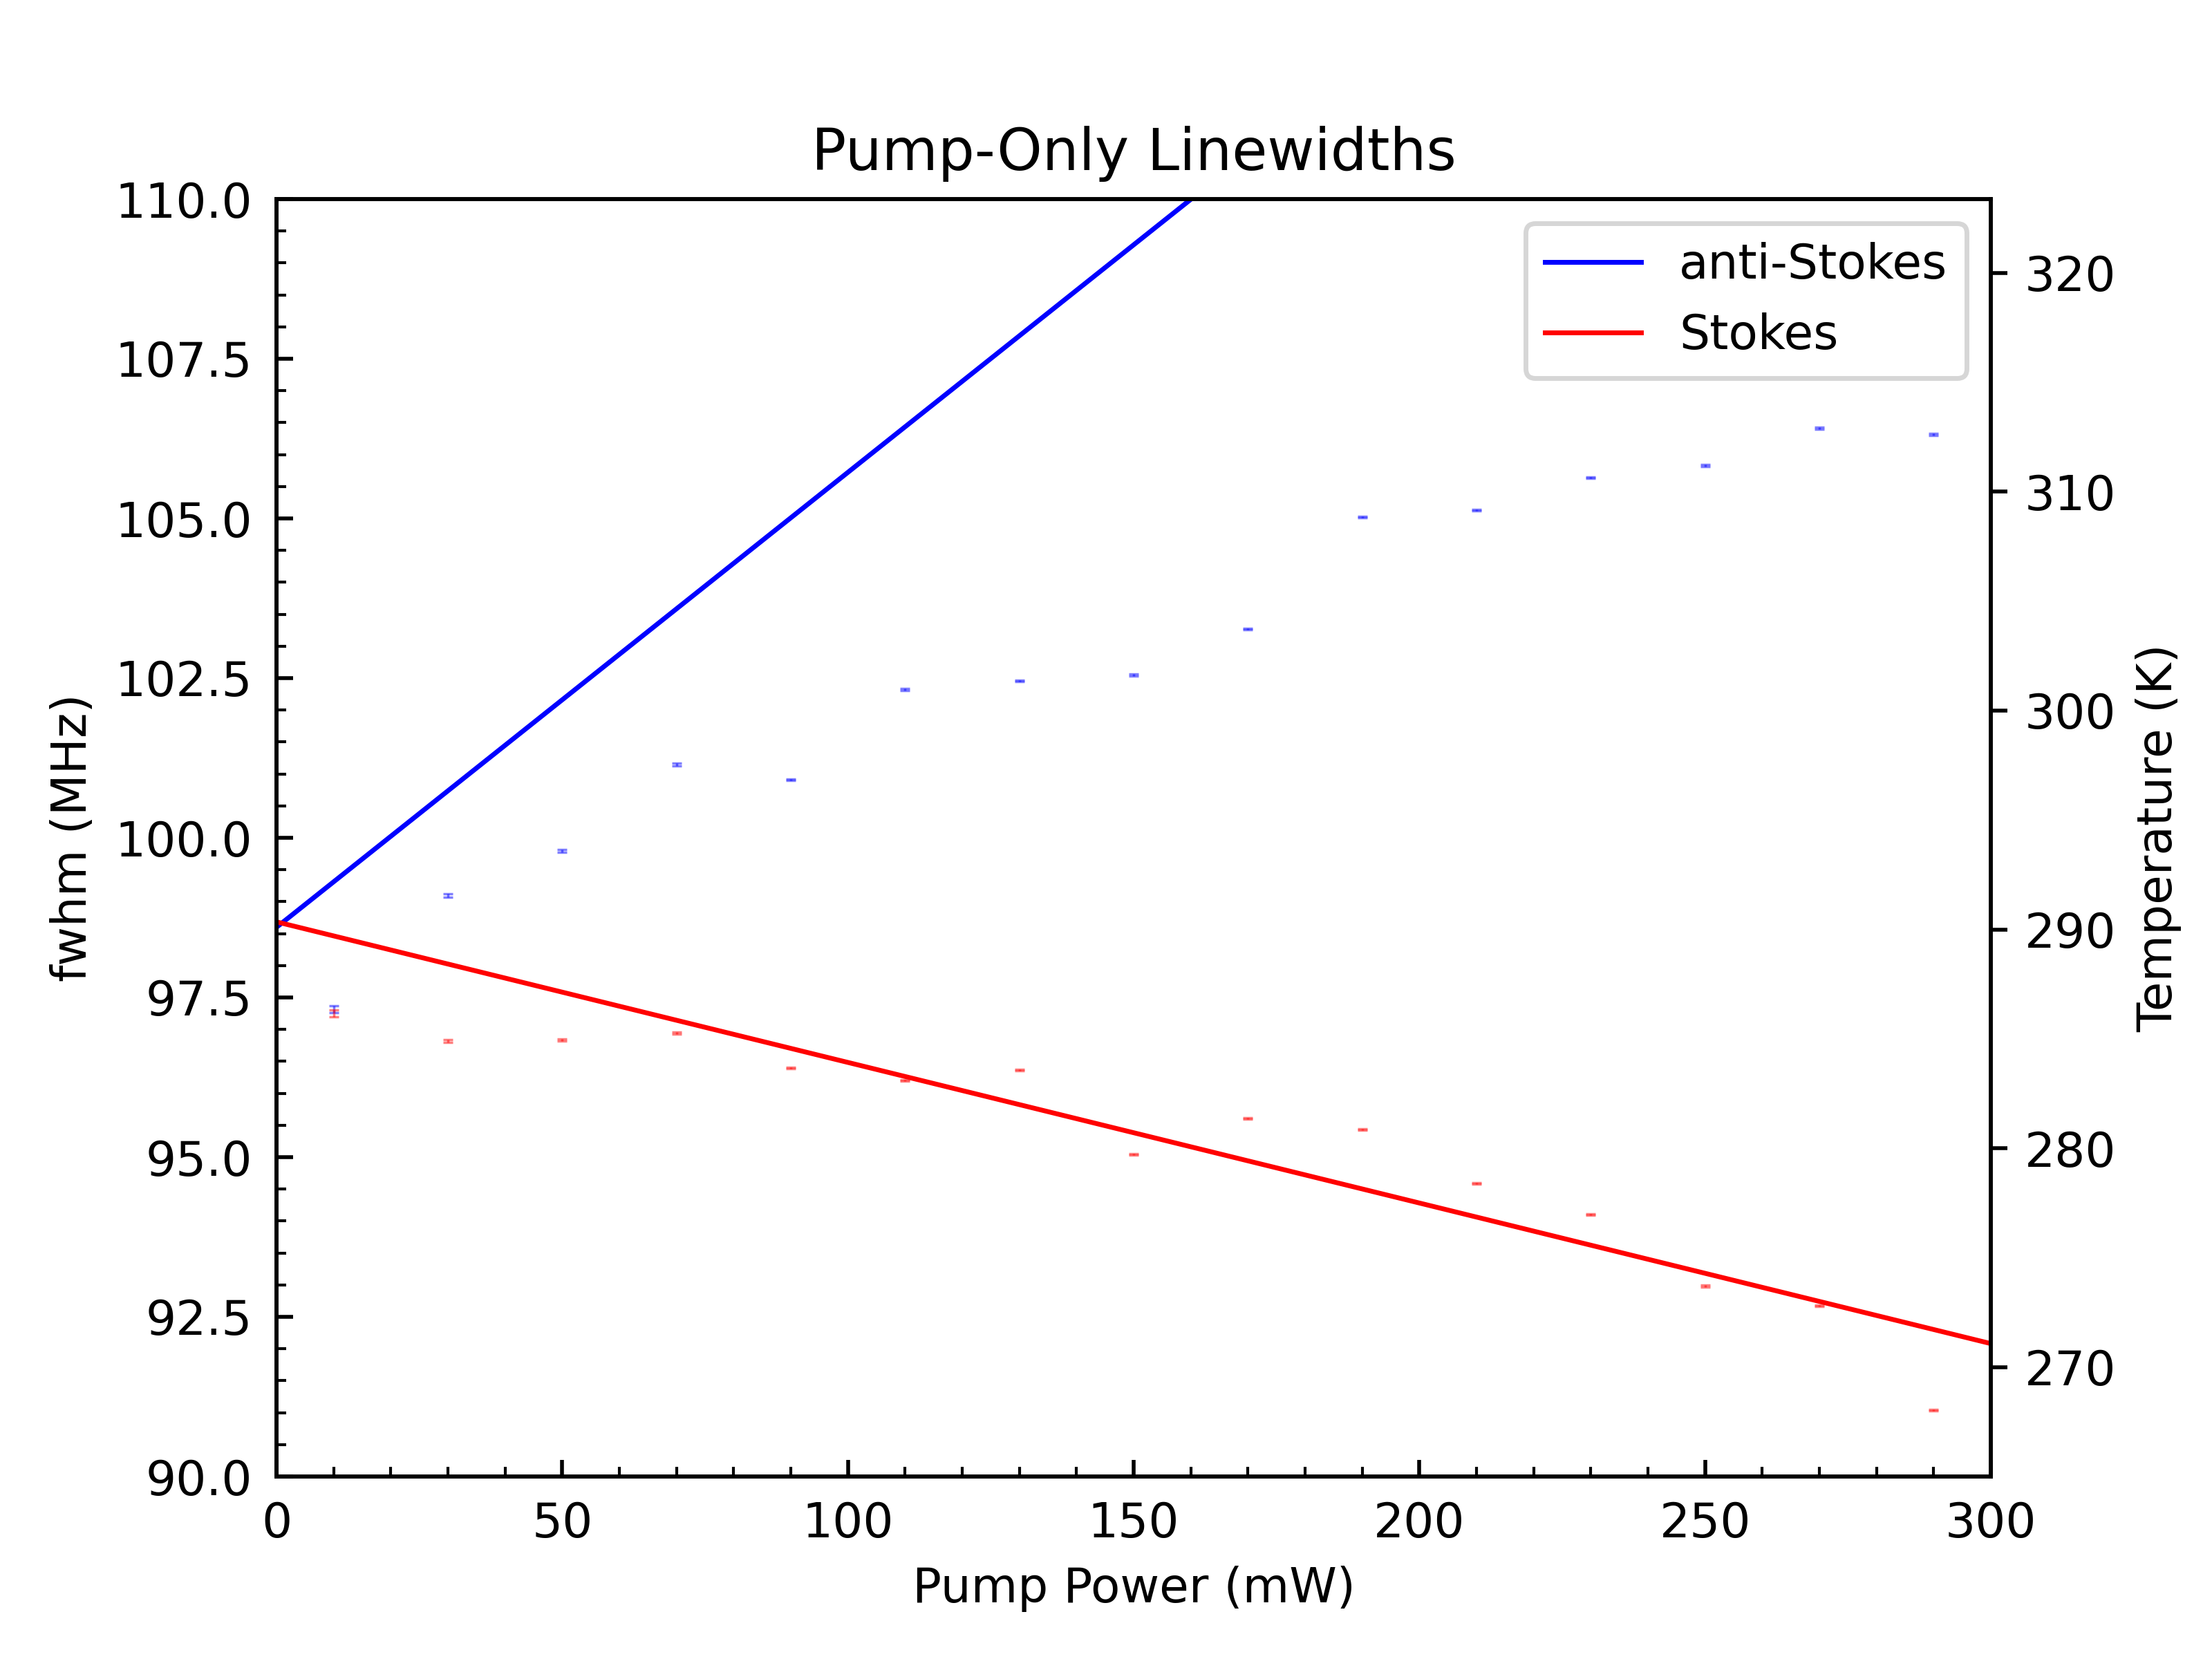 Pump-Only Linewidths
110.0
107.5
105.0
102.5
100.0
97.5
95.0
92.5
90.0
fwhm (MHz)
anti-Stokes
Stokes
320
310
300
290
280
270
Temperature (K)
0 50 100 150 200 250 300
Pump Power (mW)